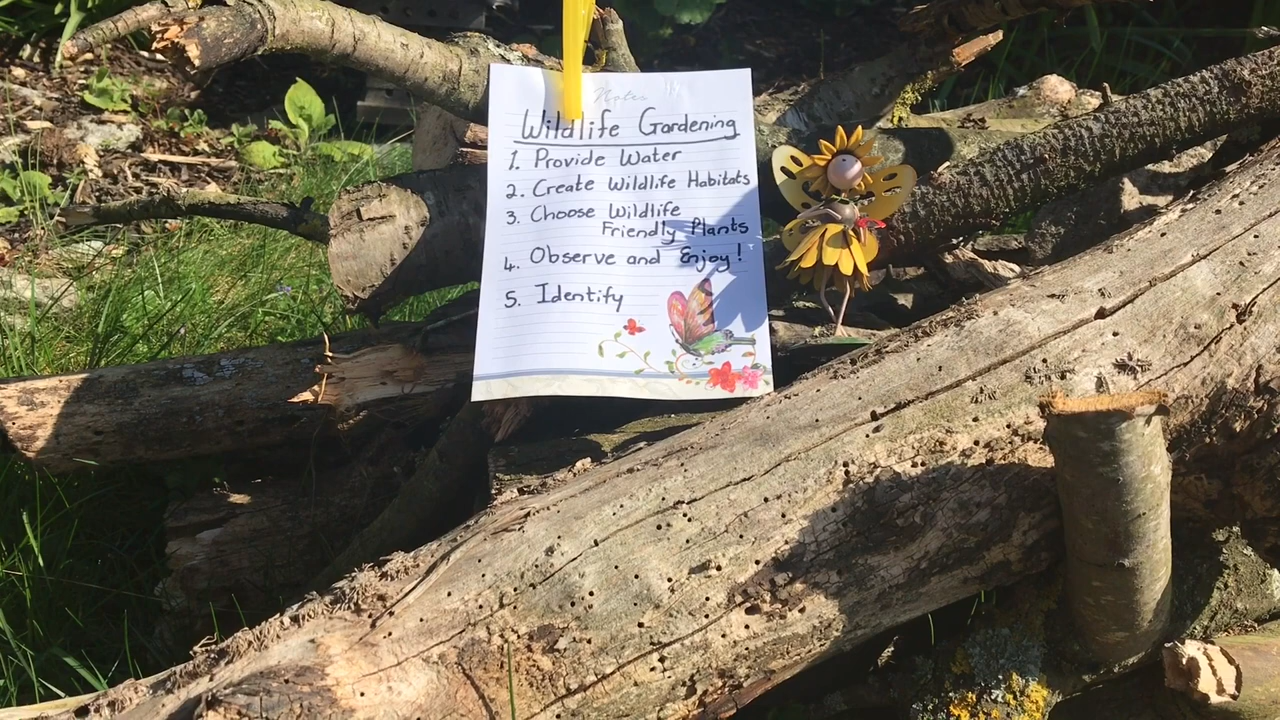 Notes
Wildlife Gardening
1. Provide Water
2. Create Wildlife Habitats
3. Choose Wildlife
Friendly Plants
4. Observe and Enjoy!
5. Identify